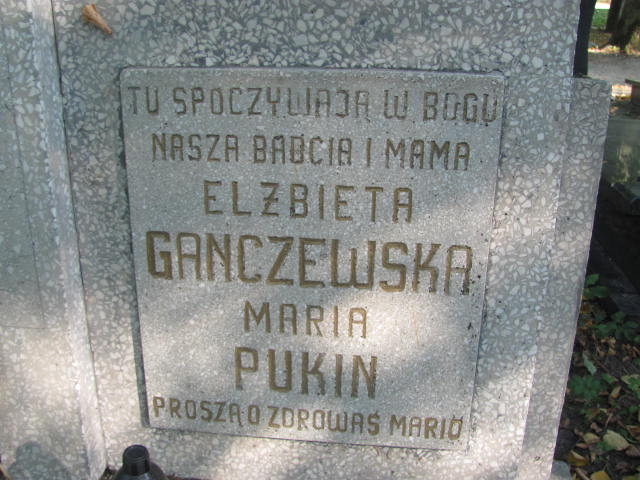 TU SPOCZYWAJĄ W BOGU
NASZA BABCIA I MAMA
ELŻBIETA
GANCZEWSKA
MARIA
PUKIN
PROSZĄ O ZDROWAŚ MARIO